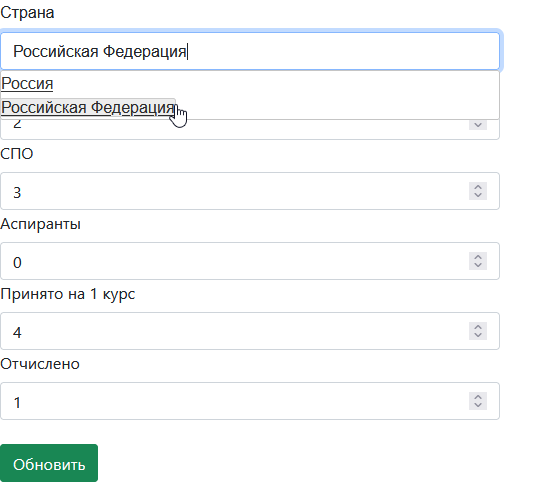 Страна
Российская Федерация
Россия
Российская Федерация
2
СПО
3
Аспиранты
0
Принято на 1 курс
4
Отчислено
1
Обновить